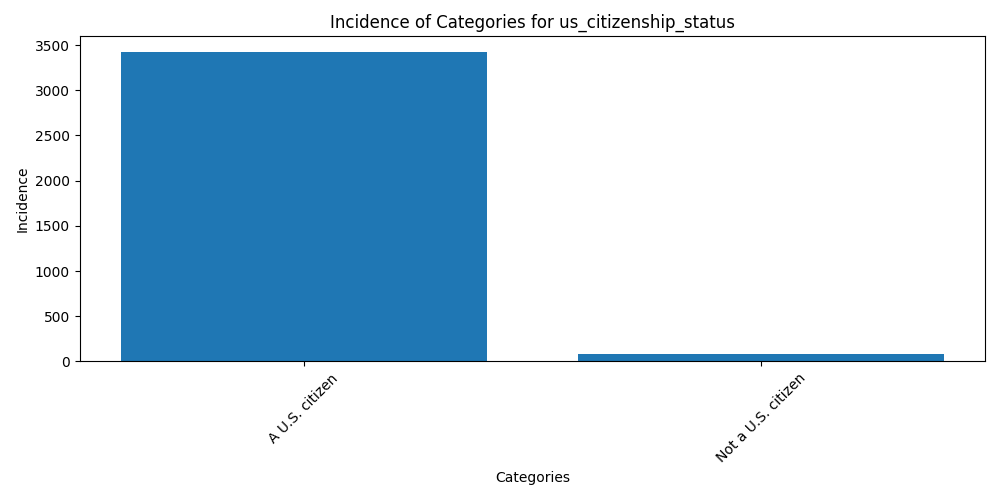 Incidence of Categories for us_citizenship_status
3500
3000
2500
2000
1500
1000
500
0
Incidence
A U.S. citizen
Not a U.S. citizen
Categories